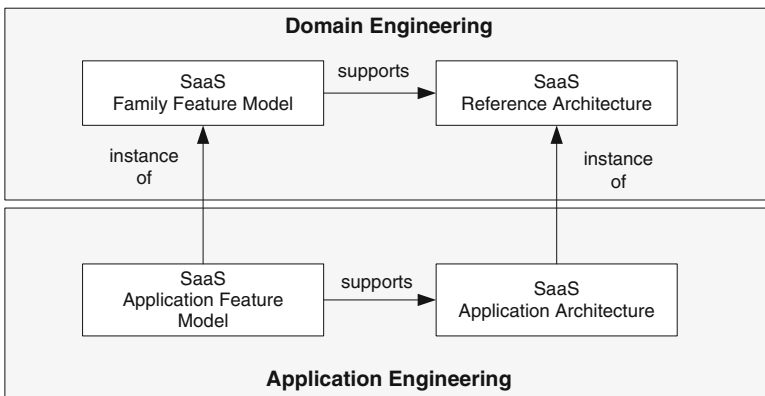 Domain Engineering
SaaS
Family Feature Model
supports
SaaS
Reference Architecture
instance
of
instance
of
SaaS
Application Feature
Model
supports
SaaS
Application Architecture
Application Engineering